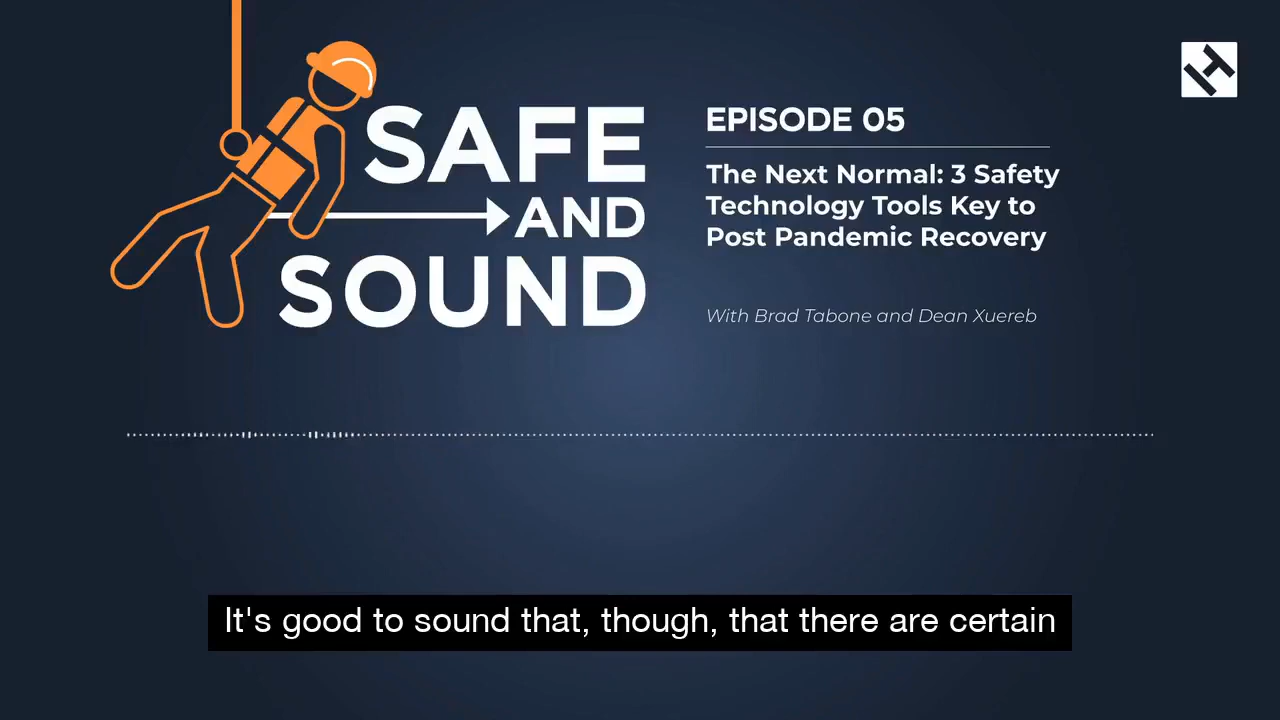 SAFE
AND
SOUND
EPISODE 05
The Next Normal: 3 Safety
Technology Tools Key to
Post Pandemic Recovery
With Brad Tabone and Dean Xuereb
It's good to sound that, though, that there are certain